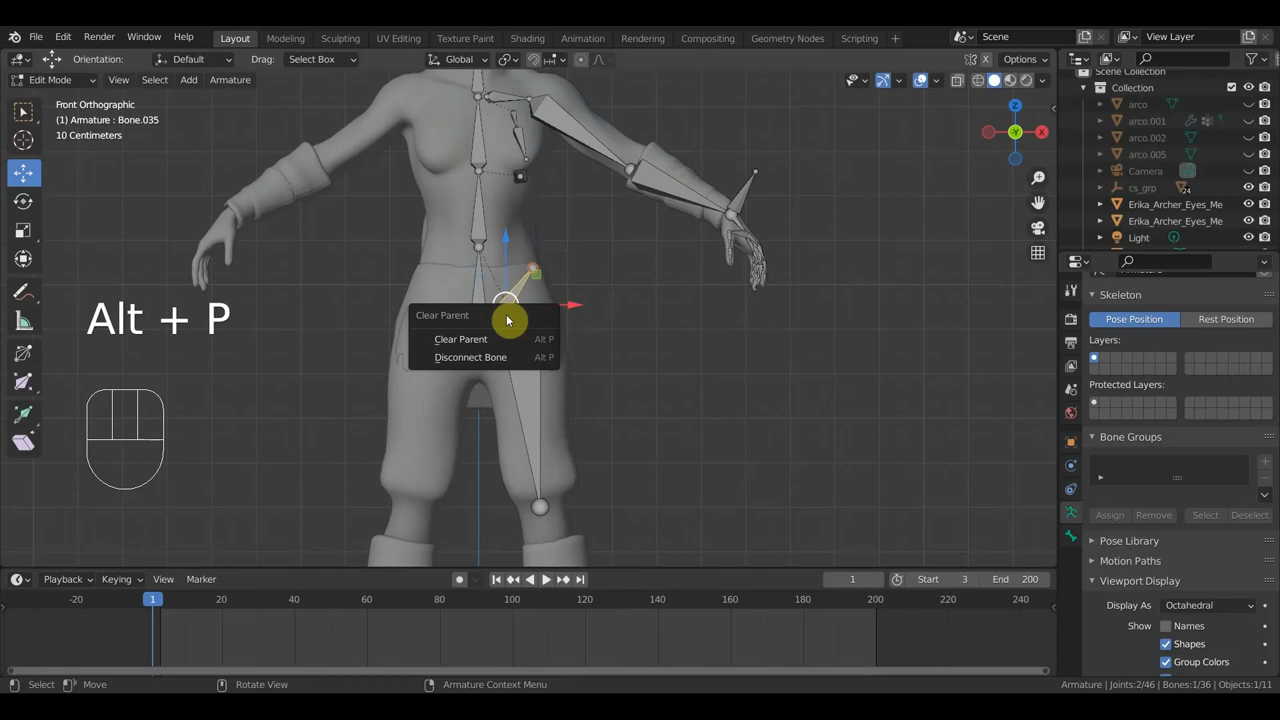 File Edit Render Window Help Layout Modeling Sculpting UV Editing Texture Paint Shading Animation Rendering Compositing Geometry Nodes Scripting + Scene View Layer
Orientation: Default Drag: Select Box Global X Options
Edit Mode View Select Add Armature
Front Orthographic
(1) Armature : Bone.035
10 Centimeters
Z
X
-Y
Alt + P
Clear Parent
Clear Parent Alt P
Disconnect Bone Alt P
Scene Collection
Collection
arco
arco.001
arco.002
arco.005
Camera
cs_grp 24
Erika_Archer_Eyes_Me
Erika_Archer_Eyes_Me
Light
Skeleton
Pose Position Rest Position
Layers:
Protected Layers:
Bone Groups
Assign Remove Select Deselect
Pose Library
Motion Paths
Viewport Display
Display As Octahedral
Show Names
Shapes
Group Colors
Playback Keying View Marker 1 Start 3 End 200
-20 1 20 40 60 80 100 120 140 160 180 200 220 240
Select Move Rotate View Armature Context Menu Armature | Joints:2/46 | Bones:1/36 | Objects:1/11